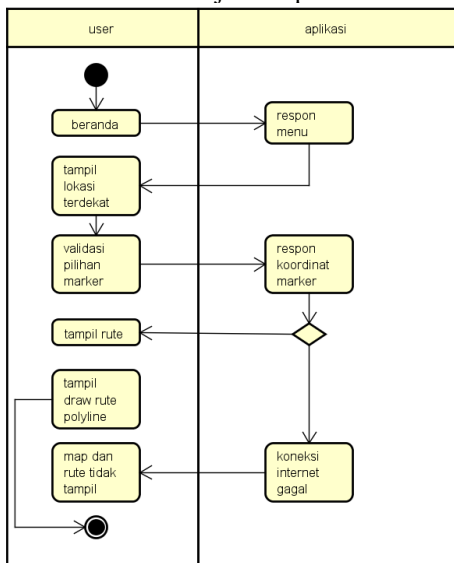 user
aplikasi
beranda
respon
menu
tampil
lokasi
terdekat
validasi
pilihan
marker
respon
koordinat
marker
tampil rute
tampil
draw rute
polyline
map dan
rute tidak
tampil
koneksi
internet
gagal